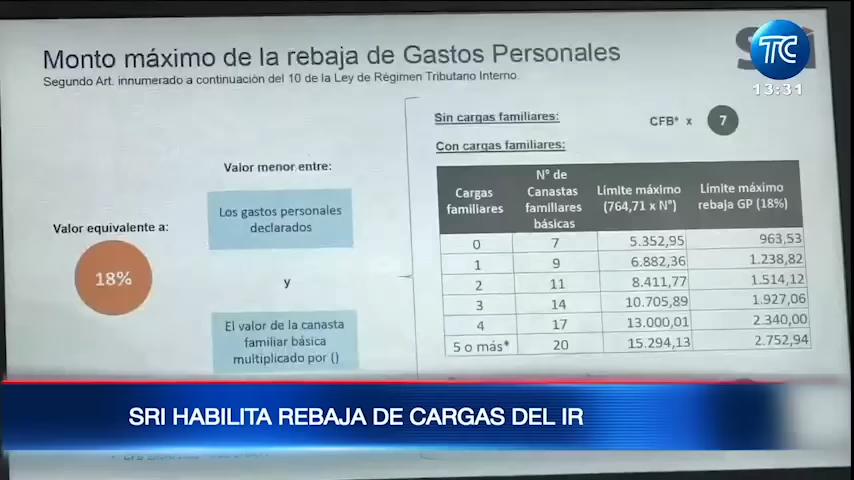 Monto máximo de la rebaja de Gastos Personales
Segundo Art. innumerado a continuación del 10 de la Ley de Régimen Tributario Interno.
TC
13:31
Valor equivalente a:
18%
Valor menor entre:
Los gastos personales
declarados
y
El valor de la canasta
familiar básica
multiplicado por ()
Sin cargas familiares:
CFB* x 7
Con cargas familiares:
Cargas familiares | N° de Canastas familiares básicas | Límite máximo (764,71 x N°) | Límite máximo rebaja GP (18%)
0 7 5.352,95 963,53
1 9 6.882,36 1.238,82
2 11 8.411,77 1.514,12
3 14 10.705,89 1.927,06
4 17 13.000,01 2.340,00
5 o más* 20 15.294,13 2.752,94
SRI HABILITA REBAJA DE CARGAS DEL IR